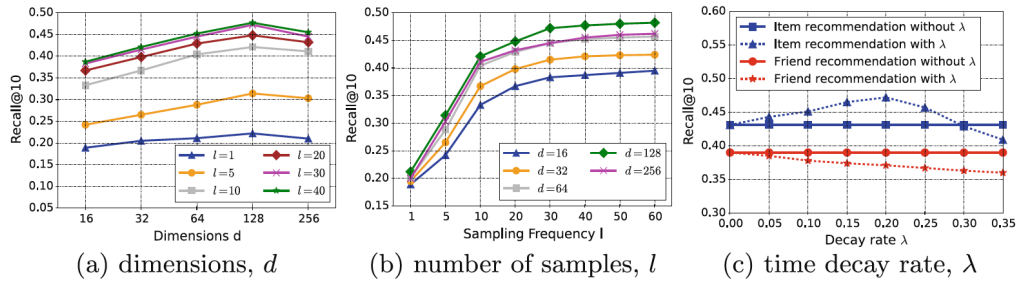 Recall@10
0.50
0.45
0.40
0.35
0.30
0.25
0.20
0.15
0.10
0.05
16 32 64 128 256
Dimensions d
l=1 l=20
l=5 l=30
l=10 l=40
(a) dimensions, d
Recall@10
0.50
0.45
0.40
0.35
0.30
0.25
0.20
0.15
1 5 10 20 30 40 50 60
Sampling Frequency l
d=16 d=128
d=32 d=256
d=64
(b) number of samples, l
Recall@10
0.60
0.55
0.50
0.45
0.40
0.35
0.30
0.00 0.05 0.10 0.15 0.20 0.25 0.30 0.35
Decay rate λ
Item recommendation without λ
Item recommendation with λ
Friend recommendation without λ
Friend recommendation with λ
(c) time decay rate, λ